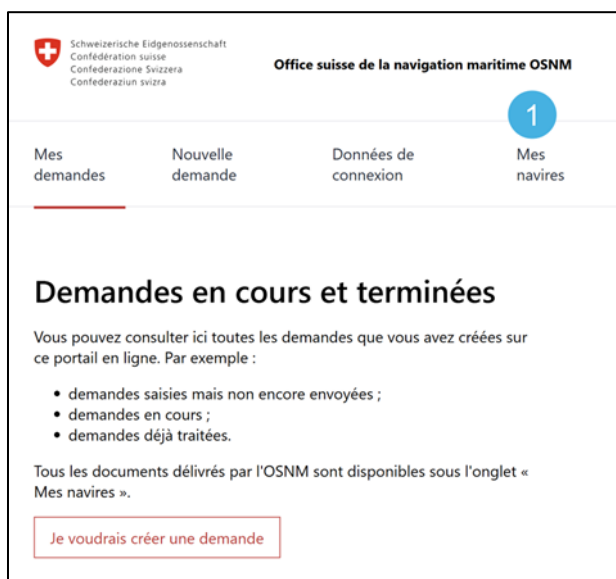 Schweizerische Eidgenossenschaft
Confédération suisse
Confederazione Svizzera
Confederaziun svizra
Office suisse de la navigation maritime OSNM
1
Mes
demandes
Nouvelle
demande
Données de
connexion
Mes
navires
Demandes en cours et terminées
Vous pouvez consulter ici toutes les demandes que vous avez créées sur
ce portail en ligne. Par exemple :
• demandes saisies mais non encore envoyées ;
• demandes en cours ;
• demandes déjà traitées.
Tous les documents délivrés par l'OSNM sont disponibles sous l'onglet «
Mes navires ».
Je voudrais créer une demande